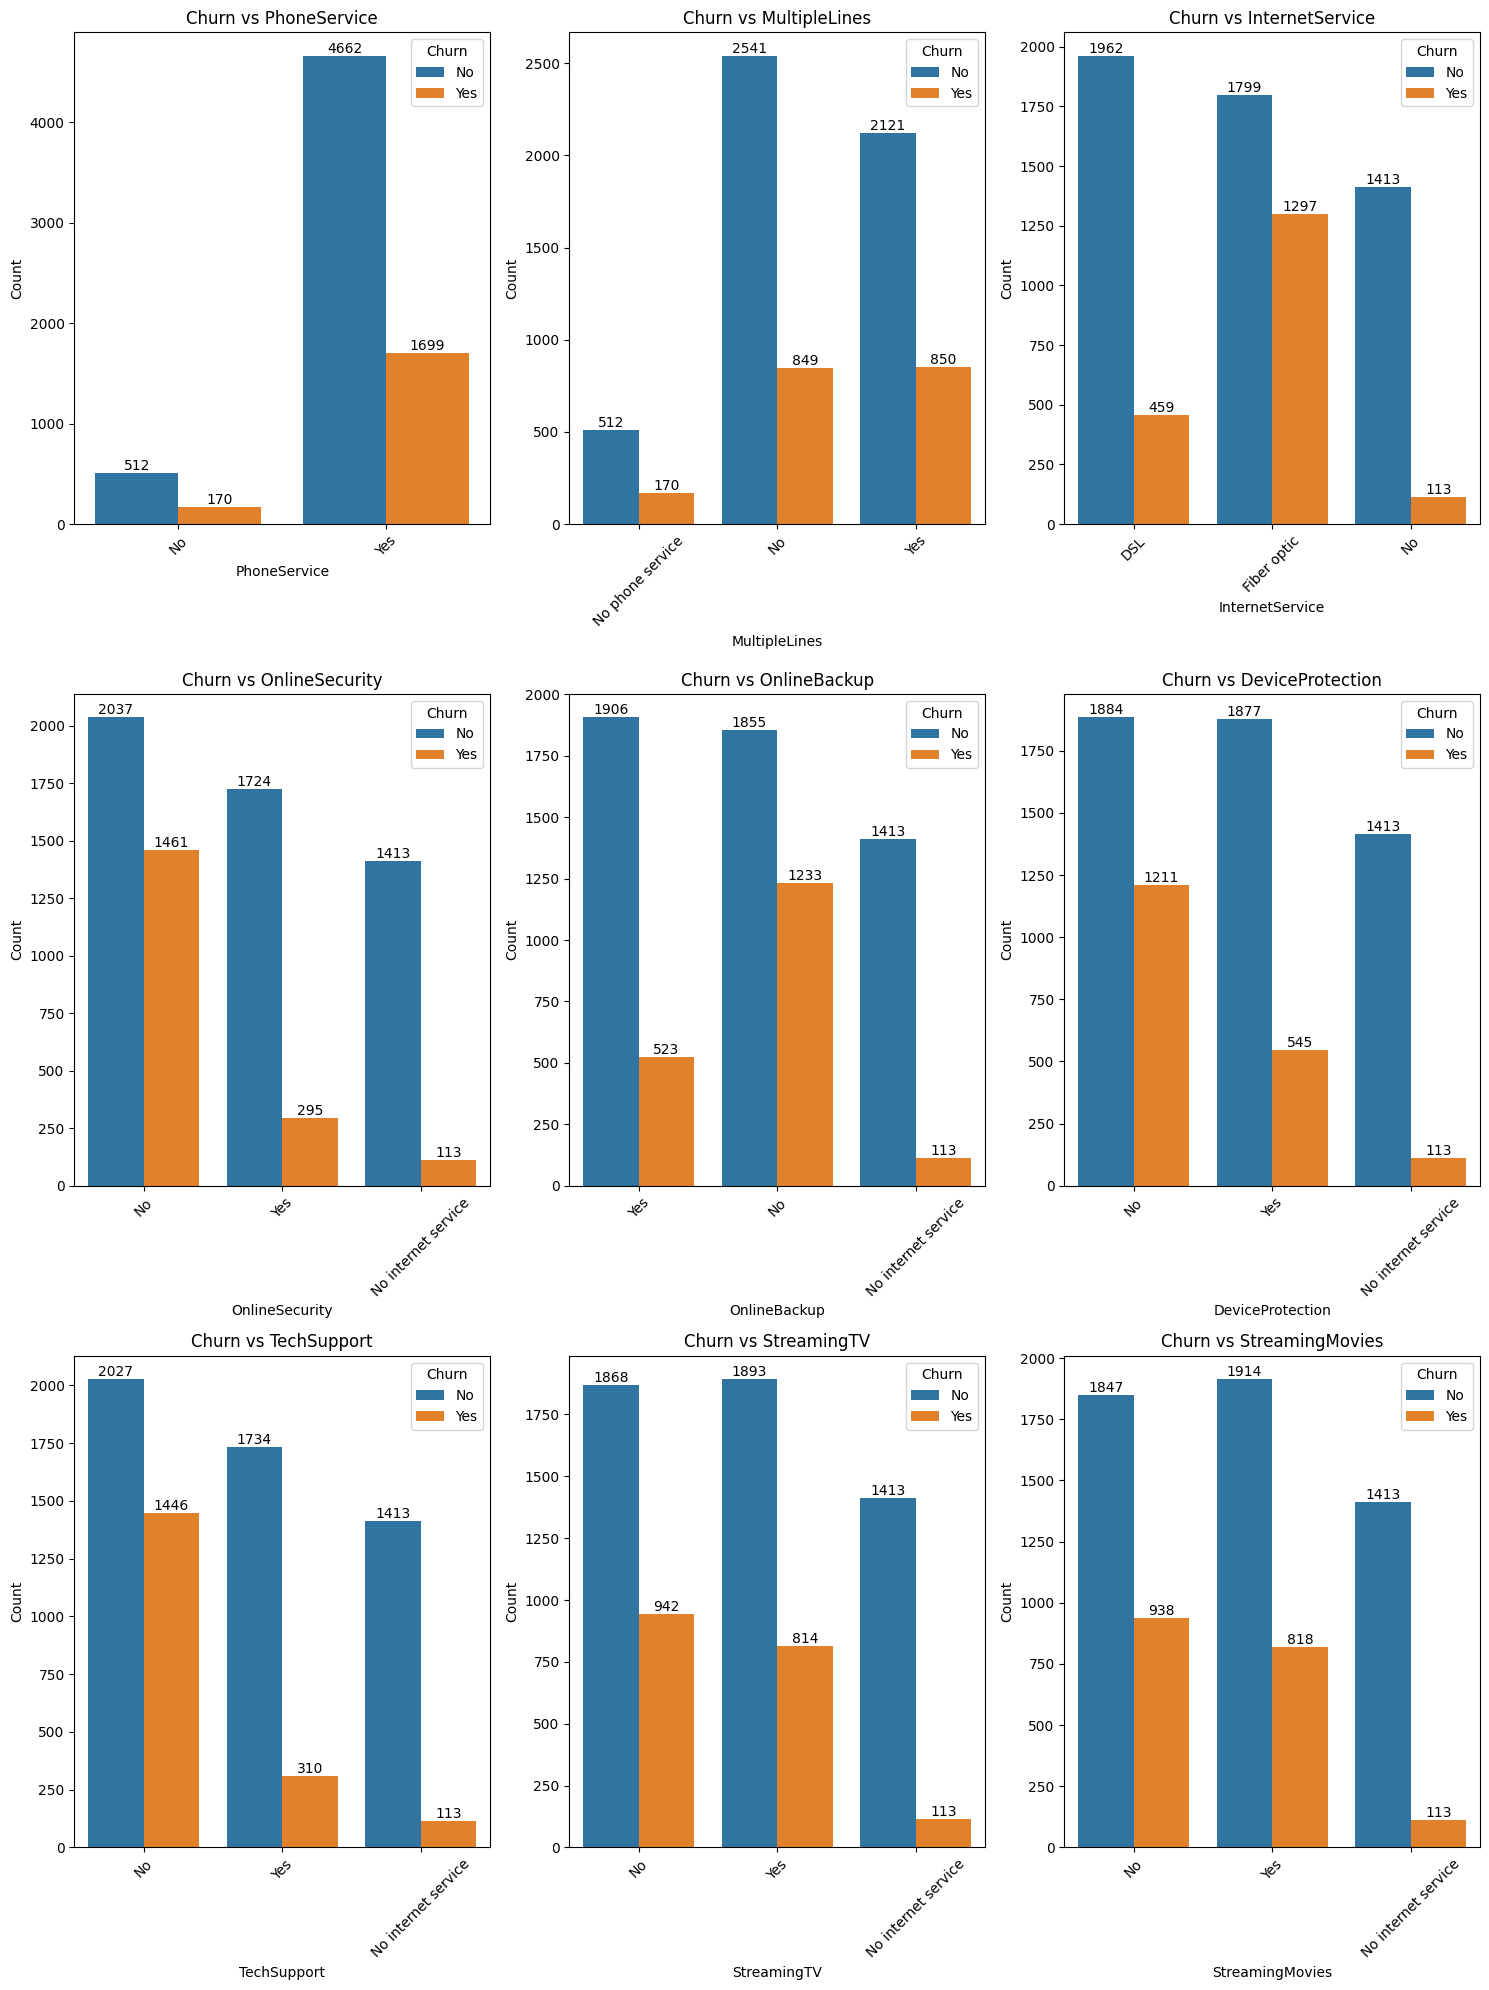 Churn vs PhoneService
Churn
No
Yes
4662
1699
512
170
4000
3000
2000
1000
0
Count
No
Yes
PhoneService
Churn vs MultipleLines
Churn
No
Yes
2541
2121
849
850
512
170
2500
2000
1500
1000
500
0
Count
No phone service
No
Yes
MultipleLines
Churn vs InternetService
Churn
No
Yes
1962
1799
1413
1297
459
113
2000
1750
1500
1250
1000
750
500
250
0
Count
DSL
Fiber optic
No
InternetService
Churn vs OnlineSecurity
Churn
No
Yes
2037
1724
1461
1413
295
113
2000
1750
1500
1250
1000
750
500
250
0
Count
No
Yes
No internet service
OnlineSecurity
Churn vs OnlineBackup
Churn
No
Yes
1906
1855
1413
1233
523
113
2000
1750
1500
1250
1000
750
500
250
0
Count
Yes
No
No internet service
OnlineBackup
Churn vs DeviceProtection
Churn
No
Yes
1884
1877
1413
1211
545
113
1750
1500
1250
1000
750
500
250
0
Count
No
Yes
No internet service
DeviceProtection
Churn vs TechSupport
Churn
No
Yes
2027
1734
1446
1413
310
113
2000
1750
1500
1250
1000
750
500
250
0
Count
No
Yes
No internet service
TechSupport
Churn vs StreamingTV
Churn
No
Yes
1868
1893
1413
942
814
113
1750
1500
1250
1000
750
500
250
0
Count
No
Yes
No internet service
StreamingTV
Churn vs StreamingMovies
Churn
No
Yes
1847
1914
1413
938
818
113
2000
1750
1500
1250
1000
750
500
250
0
Count
No
Yes
No internet service
StreamingMovies